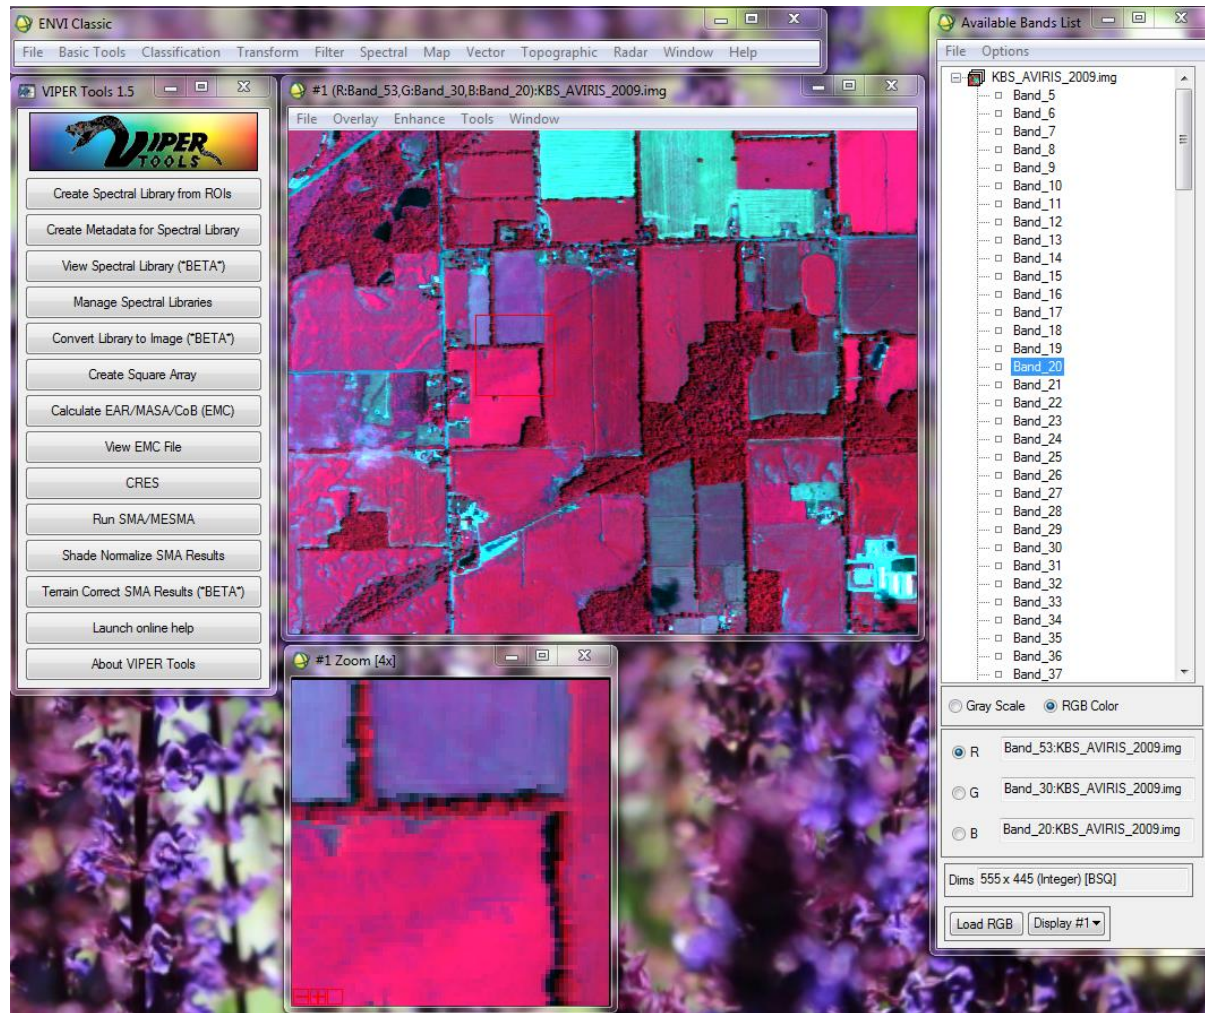 ENVI Classic
File Basic Tools Classification Transform Filter Spectral Map Vector Topographic Radar Window Help
VIPER Tools 1.5
VIPER
TOOLS
Create Spectral Library from ROIs
Create Metadata for Spectral Library
View Spectral Library (*BETA*)
Manage Spectral Libraries
Convert Library to Image (*BETA*)
Create Square Array
Calculate EAR/MASA/CoB (EMC)
View EMC File
CRES
Run SMA/MESMA
Shade Normalize SMA Results
Terrain Correct SMA Results (*BETA*)
Launch online help
About VIPER Tools
#1 (R:Band_53,G:Band_30,B:Band_20):KBS_AVIRIS_2009.img
File Overlay Enhance Tools Window
#1 Zoom [4x]
Available Bands List
File Options
KBS_AVIRIS_2009.img
Band_5
Band_6
Band_7
Band_8
Band_9
Band_10
Band_11
Band_12
Band_13
Band_14
Band_15
Band_16
Band_17
Band_18
Band_19
Band_20
Band_21
Band_22
Band_23
Band_24
Band_25
Band_26
Band_27
Band_28
Band_29
Band_30
Band_31
Band_32
Band_33
Band_34
Band_35
Band_36
Band_37
Gray Scale RGB Color
R Band_53:KBS_AVIRIS_2009.img
G Band_30:KBS_AVIRIS_2009.img
B Band_20:KBS_AVIRIS_2009.img
Dims 555 x 445 (Integer) [BSQ]
Load RGB Display #1